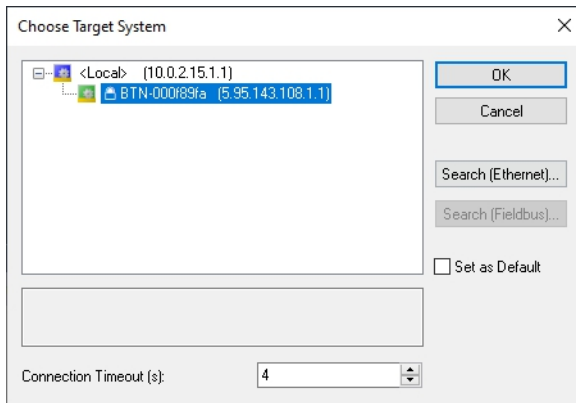 Choose Target System
<Local> (10.0.2.15.1.1)
BTN-000f89fa (5.95.143.108.1.1)
OK
Cancel
Search (Ethernet)...
Search (Fieldbus)...
Set as Default
Connection Timeout (s):
4